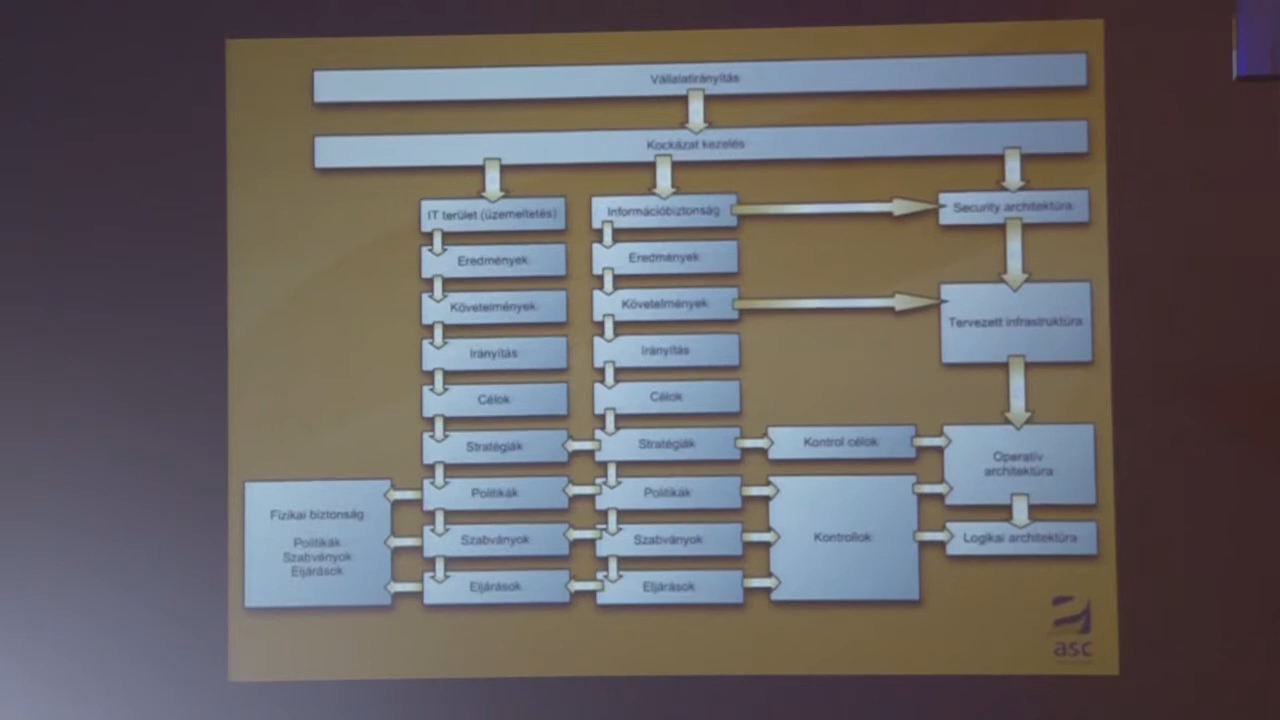 Vállalatirányítás
Kockázat kezelés
IT terület (üzemeltetés)
Információbiztonság
Security architektúra
Eredmények
Eredmények
Követelmények
Követelmények
Tervezett infrastruktúra
Irányítás
Irányítás
Célok
Célok
Stratégiák
Stratégiák
Kontrol célok
Operatív
architektúra
Fizikai biztonság
Politikák
Szabványok
Eljárások
Politikák
Politikák
Kontrollok
Szabványok
Szabványok
Logikai architektúra
Eljárások
Eljárások
asc